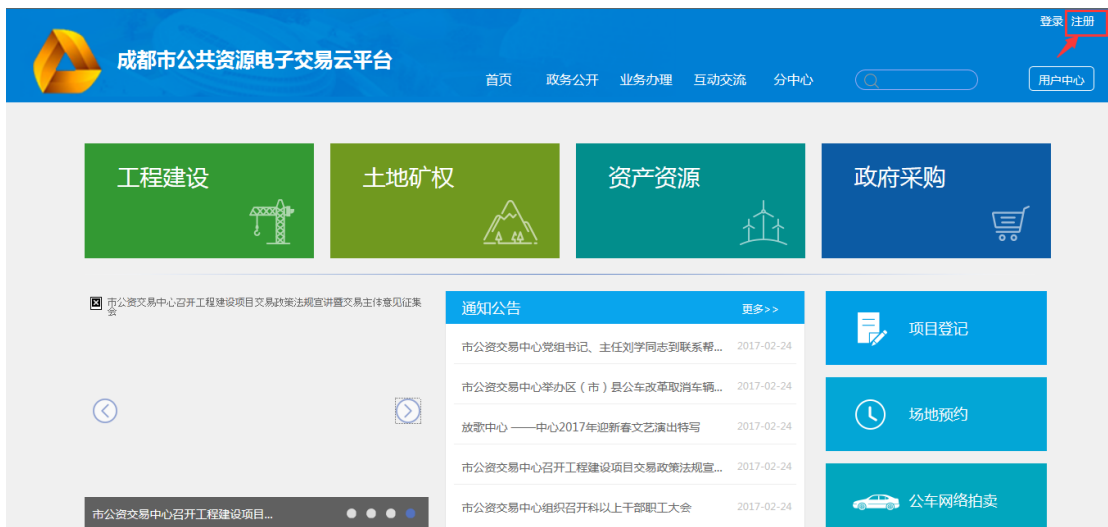 登录 注册
成都市公共资源电子交易云平台
首页 政务公开 业务办理 互动交流 分中心 用户中心
工程建设 土地矿权 资产资源 政府采购
市公资交易中心召开工程建设项目交易政策法规宣讲暨交易主体意见征集
会
市公资交易中心召开工程建设项目...
通知公告 更多>>
市公资交易中心党组书记、主任刘学同志到联系帮... 2017-02-24
市公资交易中心举办区（市）县公车改革取消车辆... 2017-02-24
放歌中心 ——中心2017年迎新春文艺演出特写 2017-02-24
市公资交易中心召开工程建设项目交易政策法规宣... 2017-02-24
市公资交易中心组织召开科以上干部职工大会 2017-02-24
项目登记
场地预约
公车网络拍卖